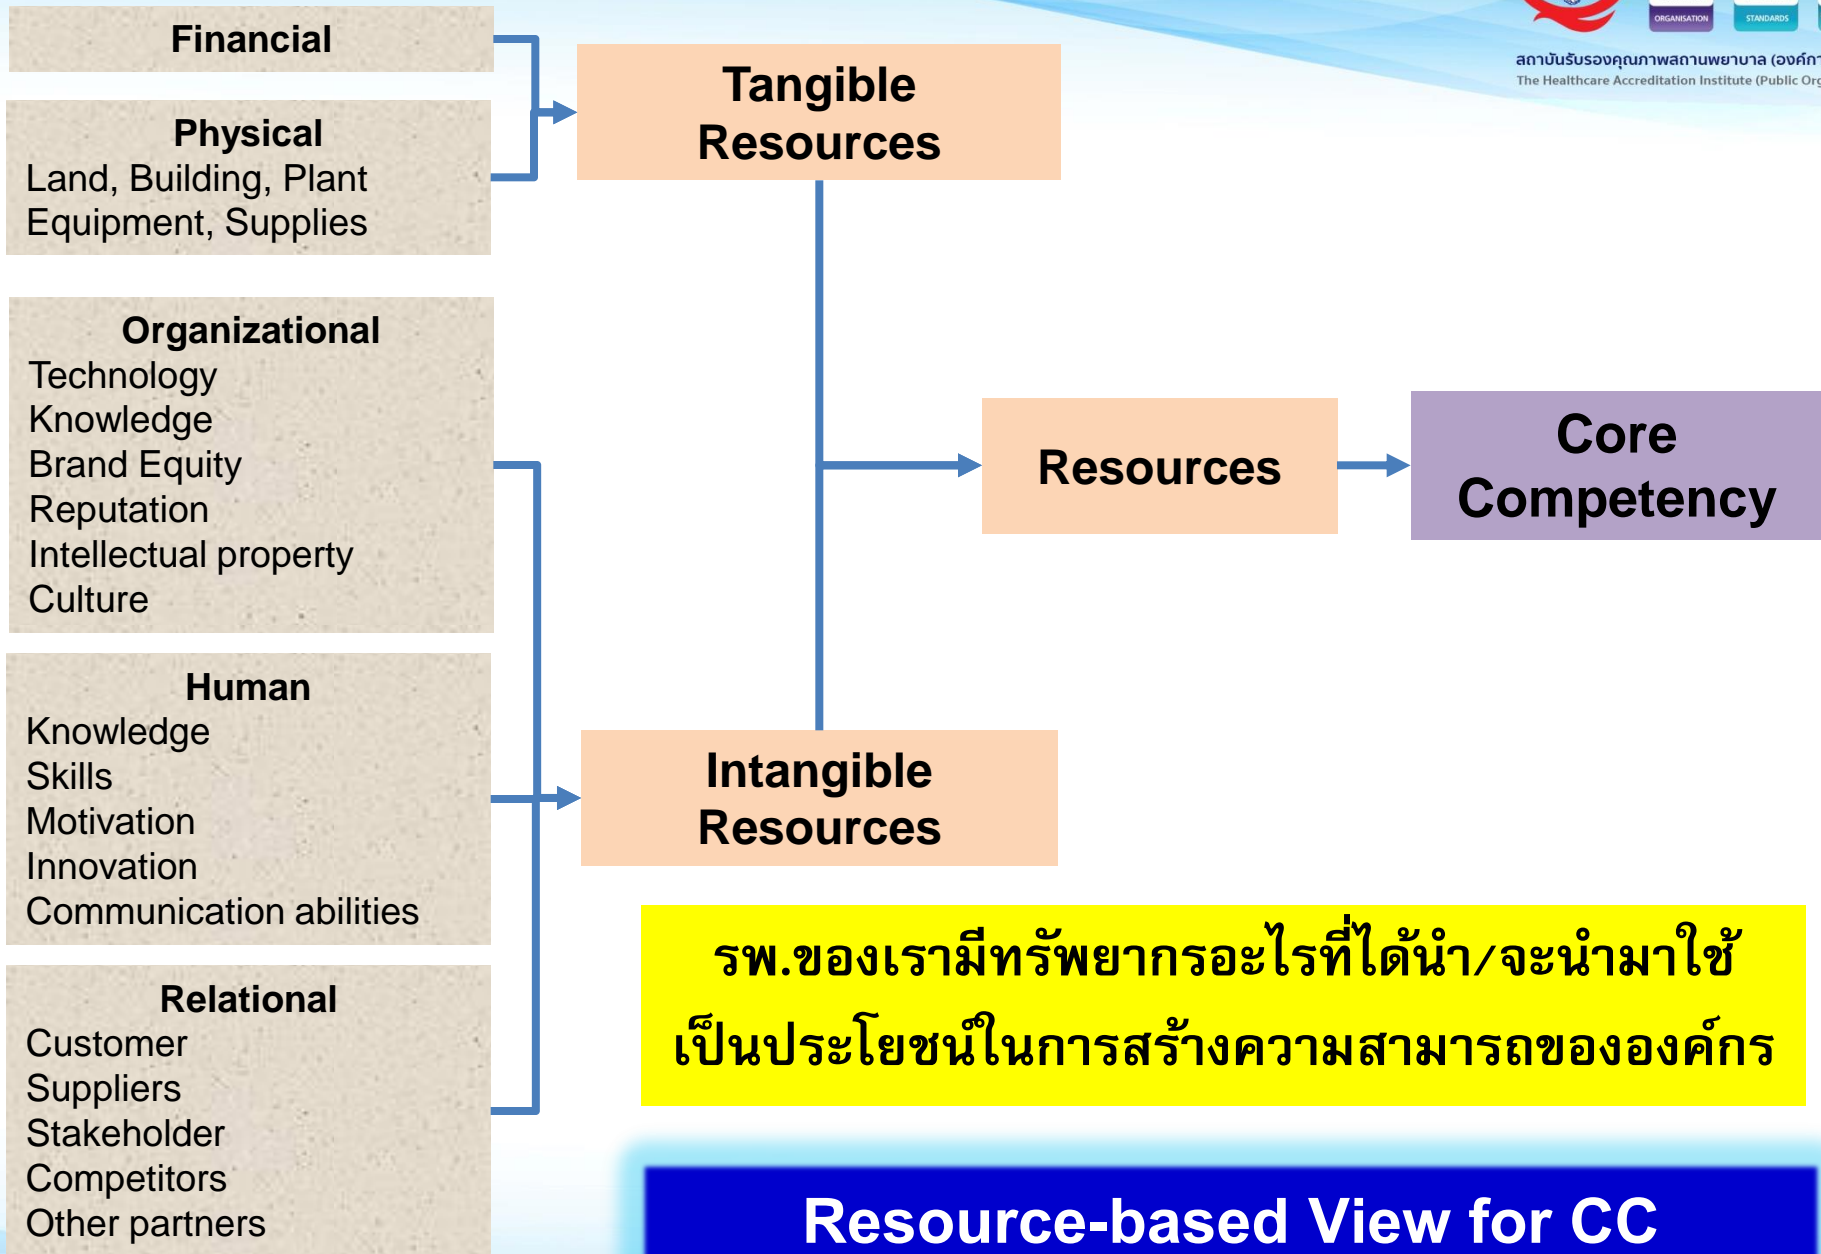 Financial
Physical
Land, Building, Plant
Equipment, Supplies
Organizational
Technology
Knowledge
Brand Equity
Reputation
Intellectual property
Culture
Human
Knowledge
Skills
Motivation
Innovation
Communication abilities
Relational
Customer
Suppliers
Stakeholder
Competitors
Other partners
Tangible
Resources
Intangible
Resources
Resources
Core
Competency
ORGANISATION
STANDARDS
สถาบันรับรองคุณภาพสถานพยาบาล
The Healthcare Accreditation Institute (Public
รพ.ของเรามีทรัพยากรอะไรที่ได้นำ/จะนำมาใช้
เป็นประโยชน์ในการสร้างความสามารถขององค์กร
Resource-based View for CC